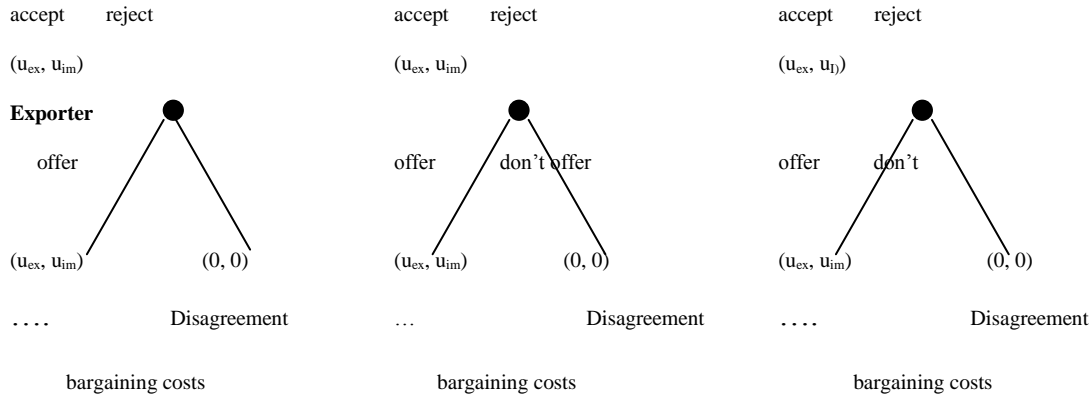 accept reject accept reject accept reject
(uex, uim) (uex, uim) (uex, uI))
Exporter
offer offer don't offer offer don't
(uex, uim) (0, 0) (uex, uim) (0, 0) (uex, uim) (0, 0)
.... Disagreement ... Disagreement .... Disagreement
bargaining costs bargaining costs bargaining costs